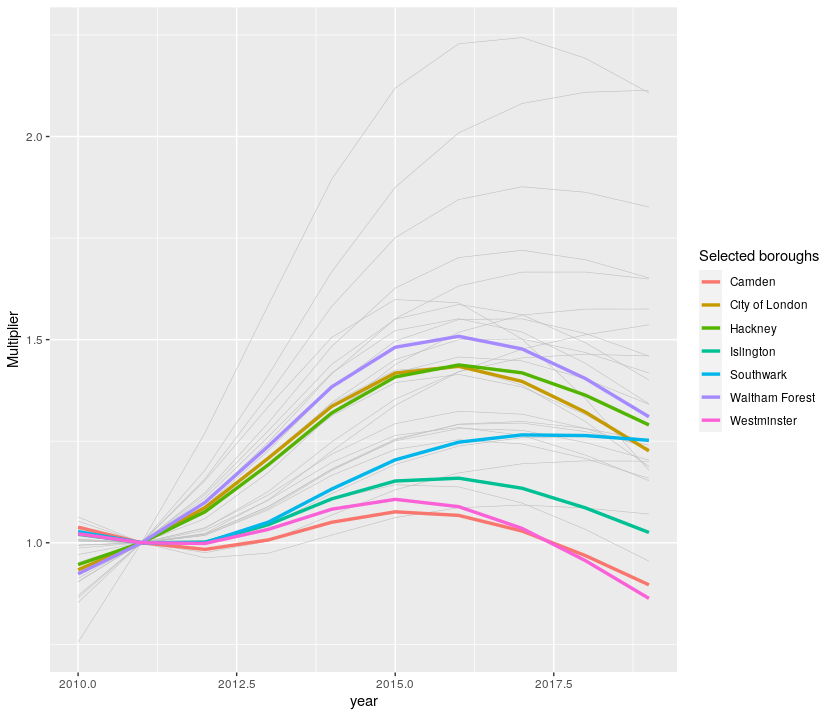 2.0
1.5
1.0
Multiplier
2010.0
2012.5
2015.0
2017.5
year
Selected boroughs
Camden
City of London
Hackney
Islington
Southwark
Waltham Forest
Westminster